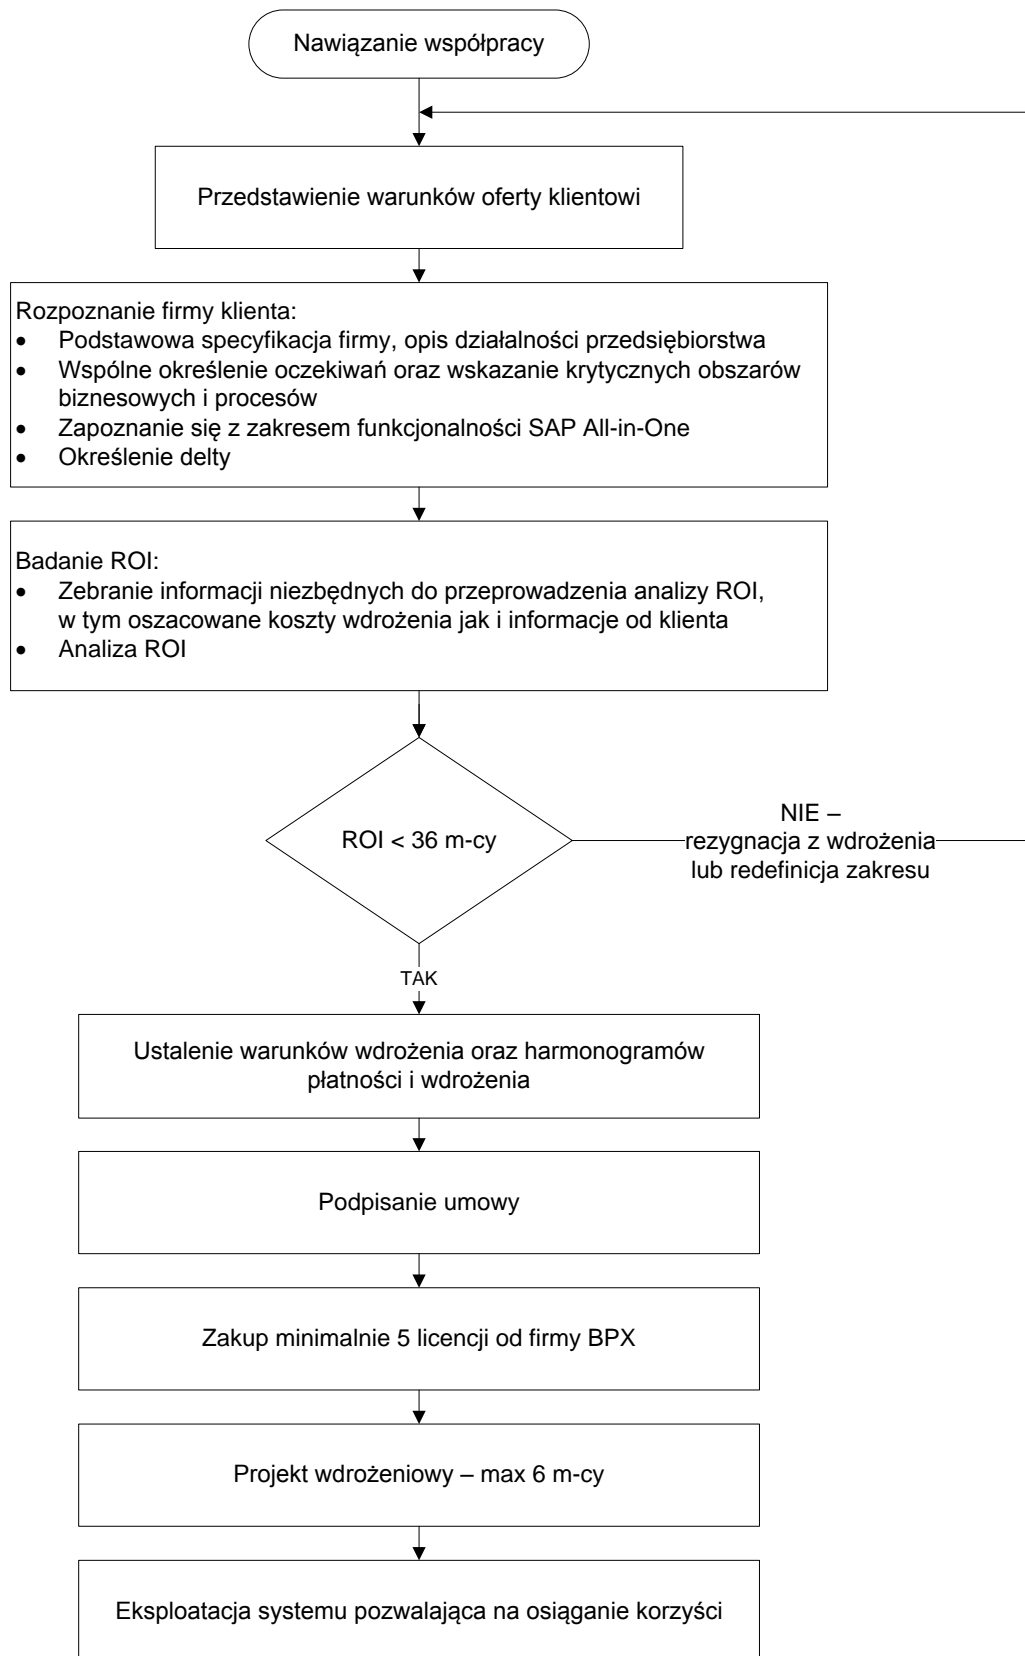 Nawiązanie współpracy
Przedstawienie warunków oferty klientowi
Rozpoznanie firmy klienta:
• Podstawowa specyfikacja firmy, opis działalności przedsiębiorstwa
• Wspólne określenie oczekiwań oraz wskazanie krytycznych obszarów
biznesowych i procesów
• Zapoznanie się z zakresem funkcjonalności SAP All-in-One
• Określenie delty
Badanie ROI:
• Zebranie informacji niezbędnych do przeprowadzenia analizy ROI,
w tym oszacowane koszty wdrożenia jak i informacje od klienta
• Analiza ROI
ROI < 36 m-cy
NIE –
rezygnacja z wdrożenia
lub redefinicja zakresu
TAK
Ustalenie warunków wdrożenia oraz harmonogramów
płatności i wdrożenia
Podpisanie umowy
Zakup minimalnie 5 licencji od firmy BPX
Projekt wdrożeniowy – max 6 m-cy
Eksploatacja systemu pozwalająca na osiąganie korzyści